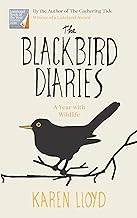 By the Author of The Gathering Tide
Winner of a Lakeland Award
The
BLACKBIRD
DIARIES
A Year with
Wildlife
KAREN LLOYD